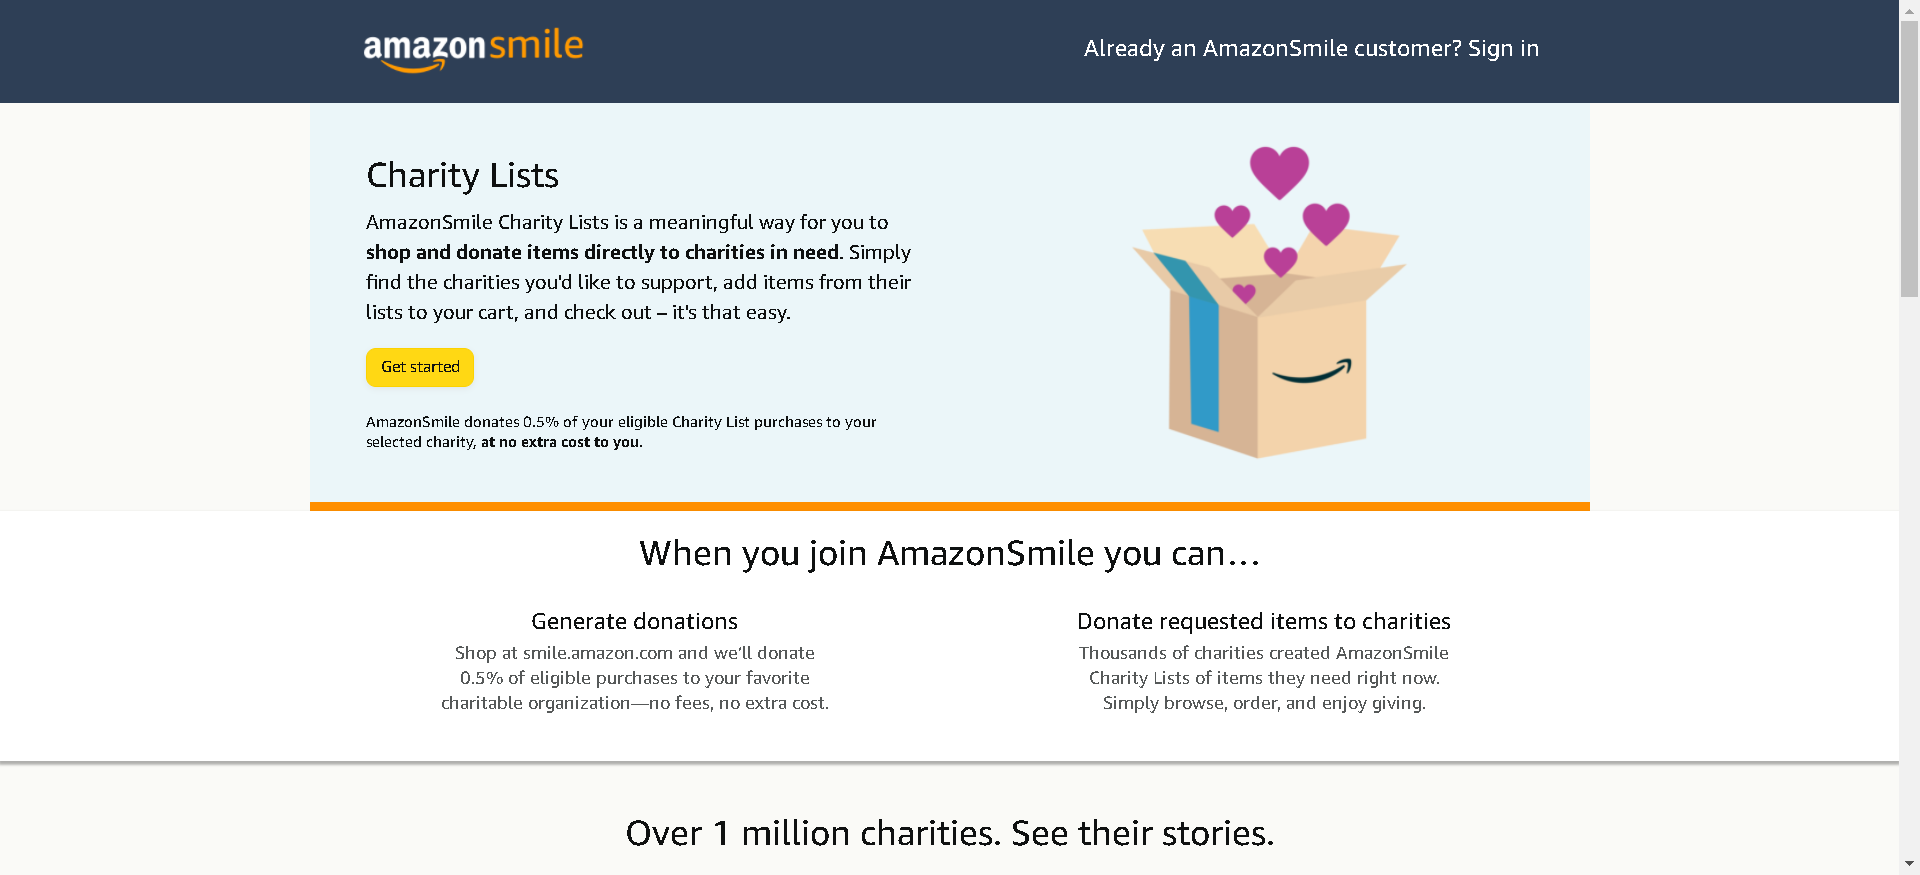 amazonsmile
Already an AmazonSmile customer? Sign in
Charity Lists
AmazonSmile Charity Lists is a meaningful way for you to
shop and donate items directly to charities in need. Simply
find the charities you'd like to support, add items from their
lists to your cart, and check out – it's that easy.
Get started
AmazonSmile donates 0.5% of your eligible Charity List purchases to your
selected charity, at no extra cost to you.
When you join AmazonSmile you can...
Generate donations
Shop at smile.amazon.com and we’ll donate
0.5% of eligible purchases to your favorite
charitable organization—no fees, no extra cost.
Donate requested items to charities
Thousands of charities created AmazonSmile
Charity Lists of items they need right now.
Simply browse, order, and enjoy giving.
Over 1 million charities. See their stories.